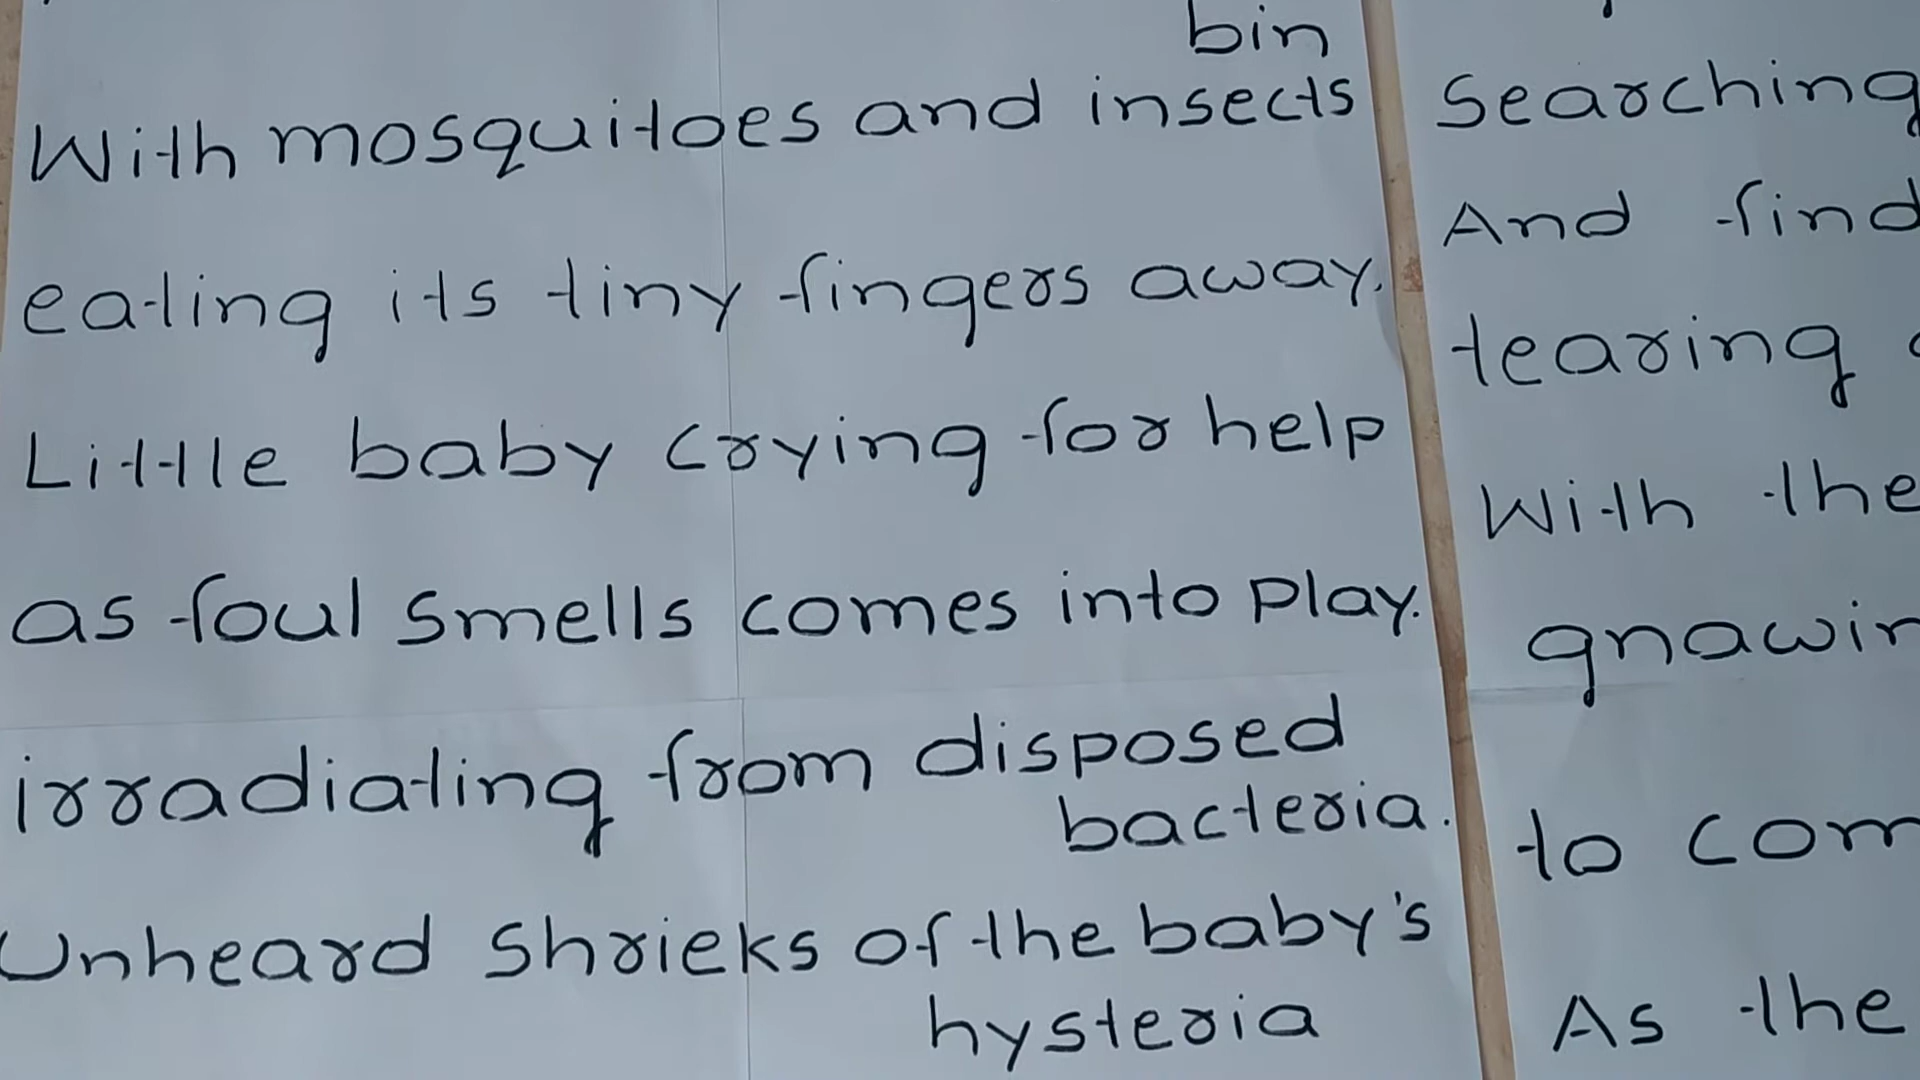 bin
With mosquitoes and insects
eating its tiny fingers away.
Little baby crying for help
as foul smells comes into play.
irradiating from disposed
bacteria.
Unheard shrieks of the baby's
hysteria
Searching
And find
tearing
With the
to com
As the